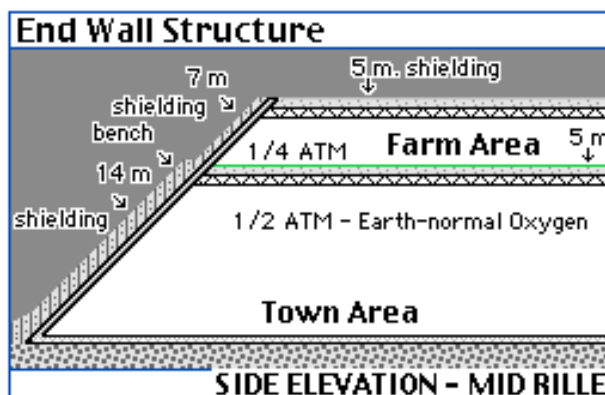 End Wall Structure
7 m
shielding
bench
14 m
shielding
5 m. shielding
1/4 ATM
Farm Area
5 m
1/2 ATM - Earth-normal Oxygen
Town Area
SIDE ELEVATION - MID RILLE